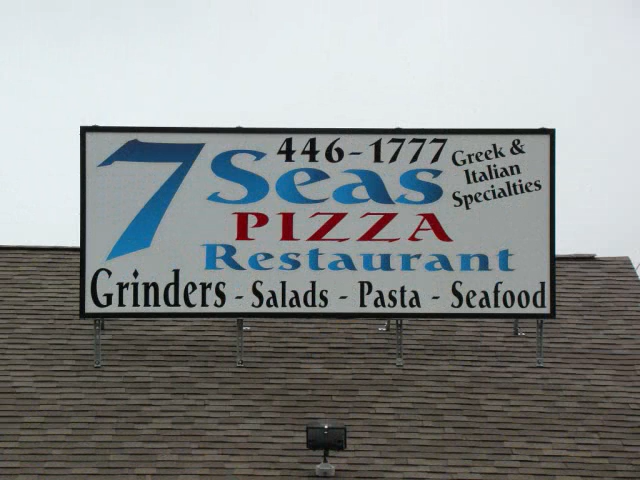 446-1777
7 Seas
Greek &
Italian
Specialties
PIZZA
Restaurant
Grinders - Salads - Pasta - Seafood